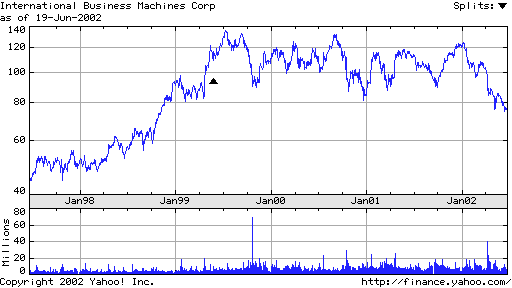 International Business Machines Corp
Splits:▼
as of 19-Jun-2002
140
120
100
80
60
40
Jan98 Jan99 Jan00 Jan01 Jan02
80
60
40
20
0
Millions
Copyright 2002 Yahoo! Inc.
http://finance.yahoo.com/